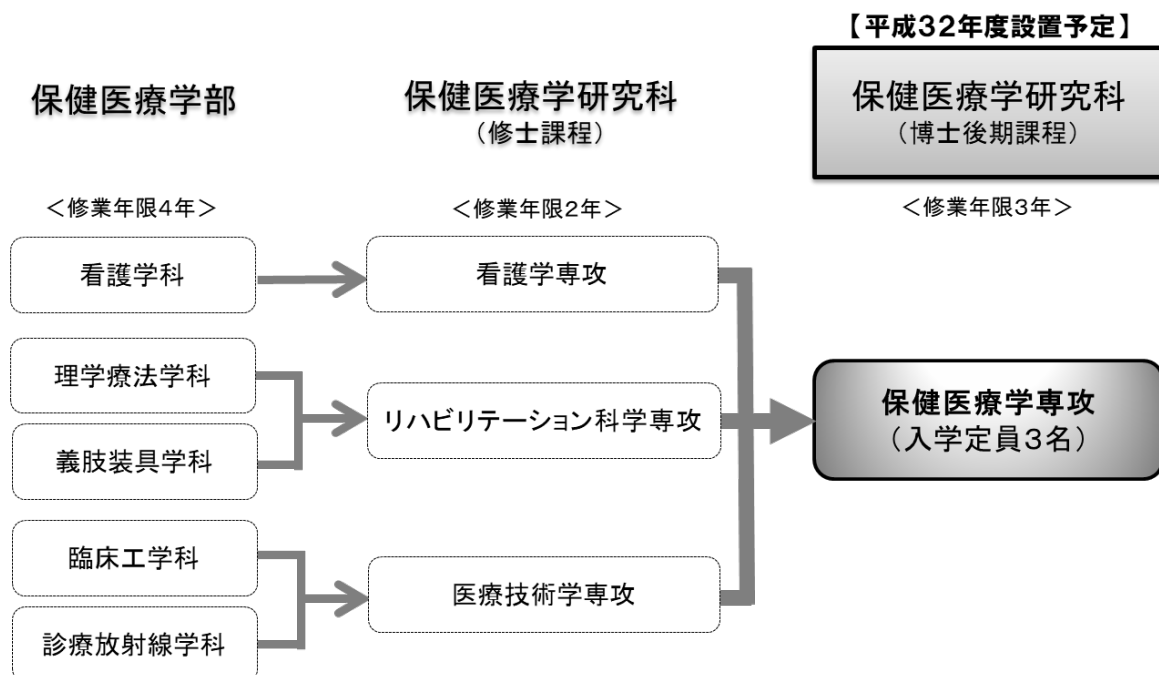 【平成32年度設置予定】
保健医療学部
保健医療学研究科
（修士課程）
保健医療学研究科
（博士後期課程）
＜修業年限4年＞
＜修業年限2年＞
＜修業年限3年＞
看護学科
看護学専攻
理学療法学科
義肢装具学科
リハビリテーション科学専攻
保健医療学専攻
（入学定員3名）
臨床工学科
診療放射線学科
医療技術学専攻